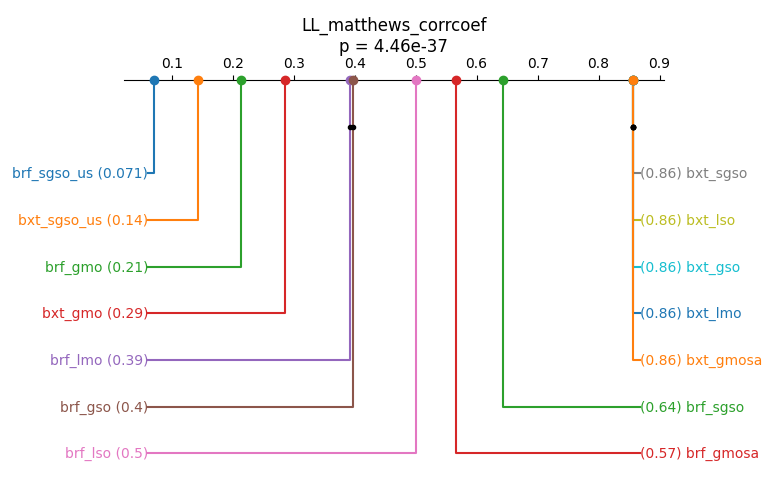 LL_matthews_corrcoef
p = 4.46e-37
0.1 0.2 0.3 0.4 0.5 0.6 0.7 0.8 0.9
brf_sgso_us (0.071) (0.86) bxt_sgso
bxt_sgso_us (0.14) (0.86) bxt_lso
brf_gmo (0.21) (0.86) bxt_gso
bxt_gmo (0.29) (0.86) bxt_lmo
brf_lmo (0.39) (0.86) bxt_gmosa
brf_gso (0.4) (0.64) brf_sgso
brf_lso (0.5) (0.57) brf_gmosa